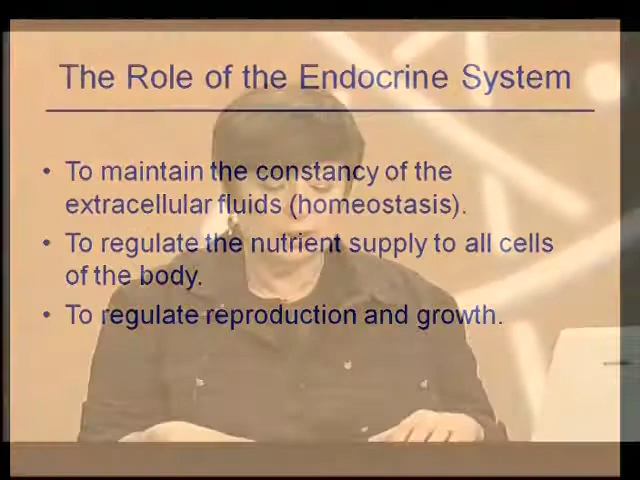 The Role of the Endocrine System
• To maintain the constancy of the
extracellular fluids (homeostasis).
• To regulate the nutrient supply to all cells
of the body.
• To regulate reproduction and growth.